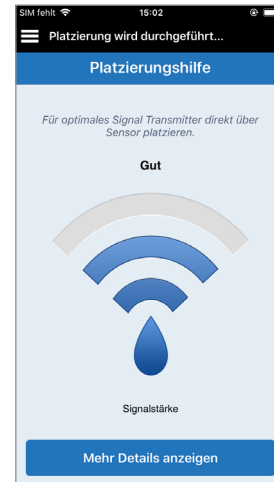 SIM fehlt 15:02
Platzierung wird durchgeführt...
Platzierungshilfe
Für optimales Signal Transmitter direkt über
Sensor platzieren.
Gut
Signalstärke
Mehr Details anzeigen